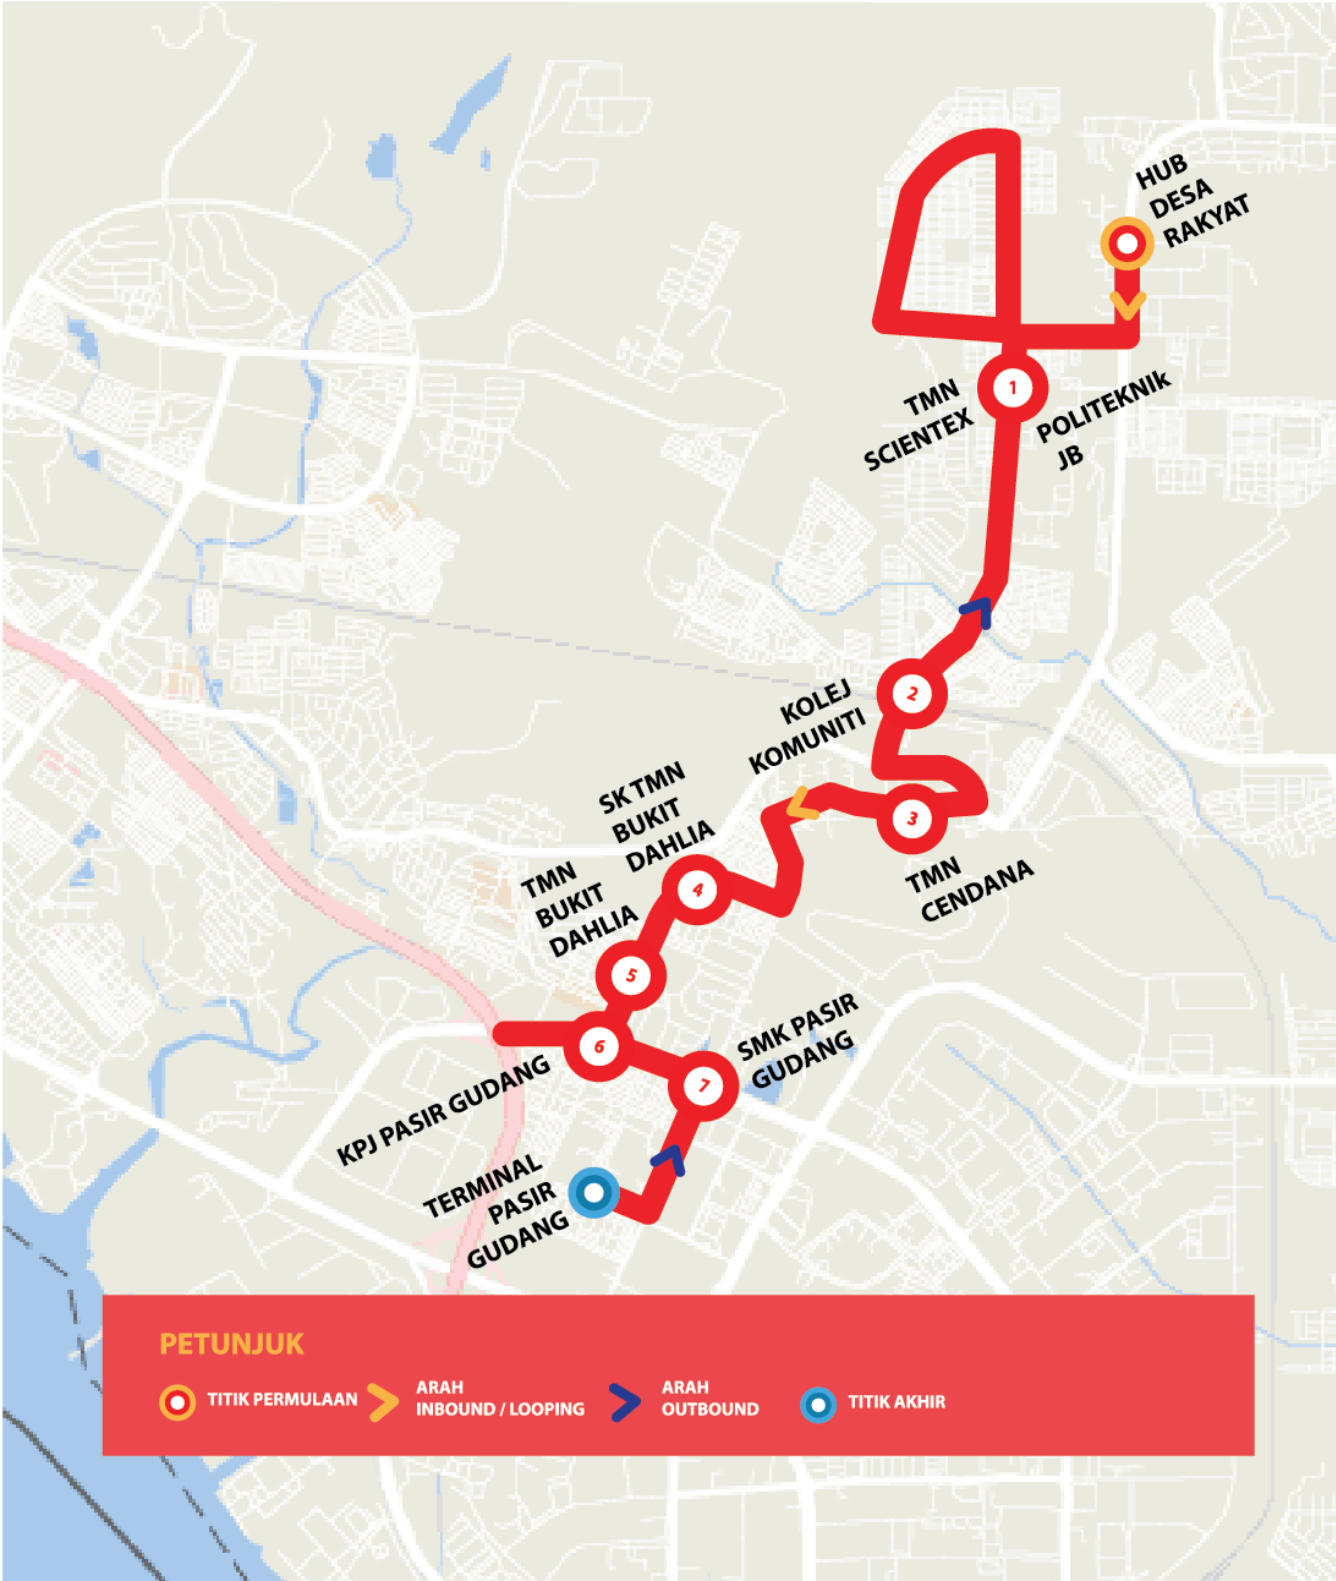 HUB
DESA
RAKYAT
1
TMN
SCIENTEX
POLITEKNIk
JB
2
KOLEJ
KOMUNITI
3
TMN
CENDANA
SK TMN
BUKIT
DAHLIA
4
TMN
BUKIT
DAHLIA
5
6
KPJ PASIR GUDANG
SMK PASIR
GUDANG
7
TERMINAL
PASIR
GUDANG
PETUNJUK
TITIK PERMULAAN
ARAH
INBOUND / LOOPING
ARAH
OUTBOUND
TITIK AKHIR